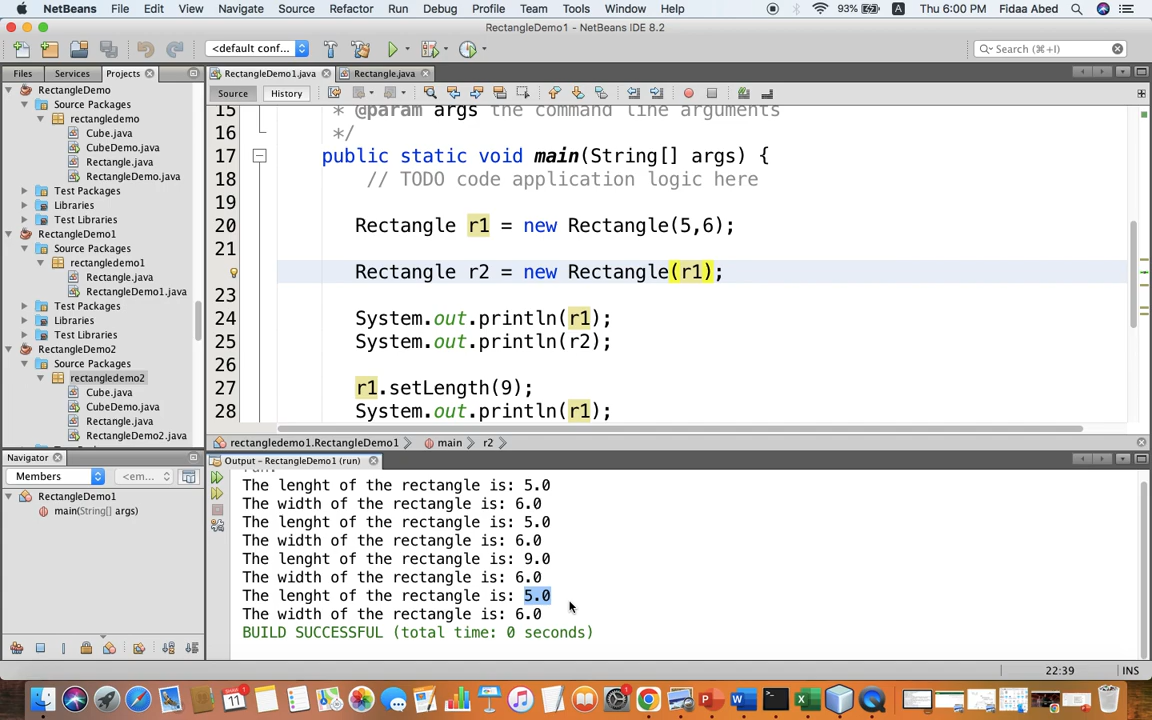 NetBeans File Edit View Navigate Source Refactor Run Debug Profile Team Tools Window Help 93% A Thu 6:00 PM Fidaa Abed
RectangleDemo1 - NetBeans IDE 8.2
<default conf... Search (⌘+I)
Files Services Projects RectangleDemo1.java Rectangle.java
Source History
RectangleDemo
Source Packages
rectangledemo
Cube.java
CubeDemo.java
Rectangle.java
RectangleDemo.java
Test Packages
Libraries
Test Libraries
RectangleDemo1
Source Packages
rectangledemo1
Rectangle.java
RectangleDemo1.java
Test Packages
Libraries
Test Libraries
RectangleDemo2
Source Packages
rectangledemo2
Cube.java
CubeDemo.java
Rectangle.java
RectangleDemo2.java
15 * @param args the command line arguments
16 */
17 public static void main(String[] args) {
18 // TODO code application logic here
19
20 Rectangle r1 = new Rectangle(5,6);
21
Rectangle r2 = new Rectangle(r1);
23
24 System.out.println(r1);
25 System.out.println(r2);
26
27 r1.setLength(9);
28 System.out.println(r1);
rectangledemo1.RectangleDemo1 main r2
Navigator
Members <em...
RectangleDemo1
main(String[] args)
Output - RectangleDemo1 (run)
run:
The lenght of the rectangle is: 5.0
The width of the rectangle is: 6.0
The lenght of the rectangle is: 5.0
The width of the rectangle is: 6.0
The lenght of the rectangle is: 9.0
The width of the rectangle is: 6.0
The lenght of the rectangle is: 5.0
The width of the rectangle is: 6.0
BUILD SUCCESSFUL (total time: 0 seconds)
22:39 INS